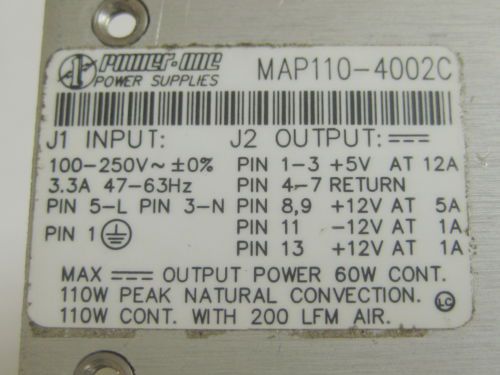 POWER-ONE
POWER SUPPLIES
MAP110-4002C
J1 INPUT:
100-250V~ ±0%
3.3A 47-63Hz
PIN 5-L PIN 3-N
PIN 1
J2 OUTPUT:
PIN 1-3 +5V AT 12A
PIN 4-7 RETURN
PIN 8,9 +12V AT 5A
PIN 11 -12V AT 1A
PIN 13 +12V AT 1A
MAX OUTPUT POWER 60W CONT.
110W PEAK NATURAL CONVECTION.
110W CONT. WITH 200 LFM AIR.
LC